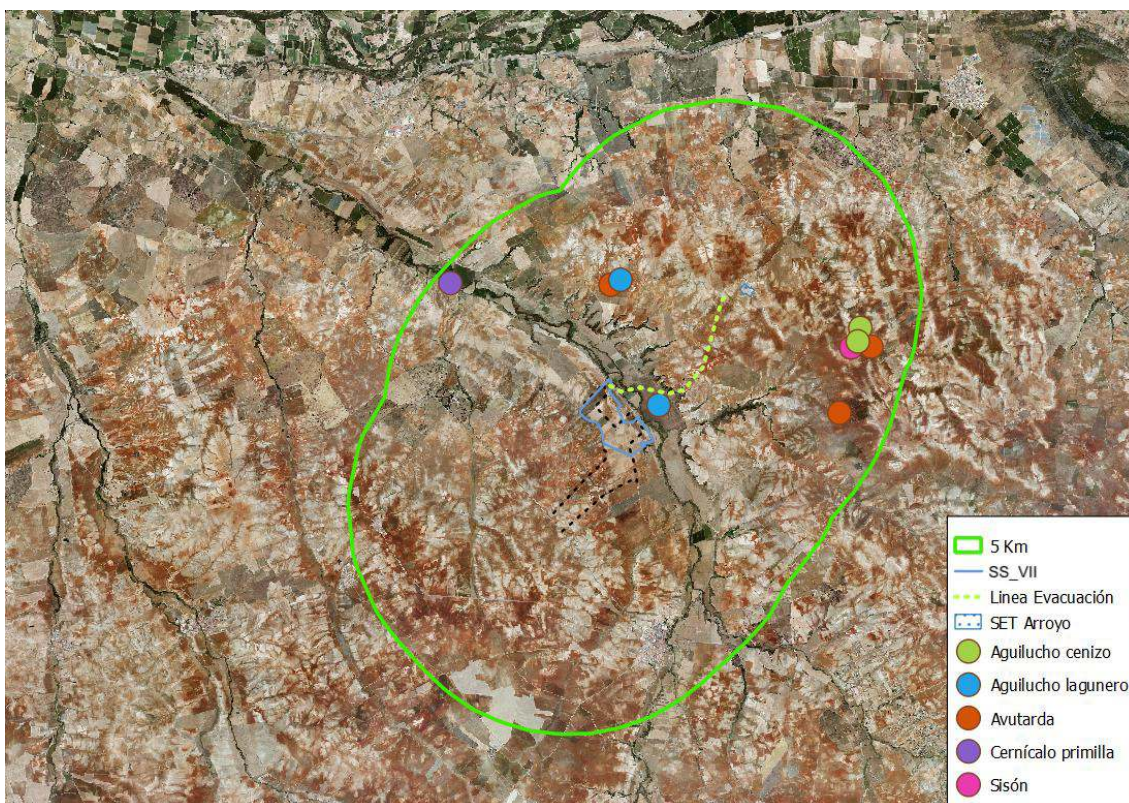 5 Km
SS_VII
Linea Evacuación
SET Arroyo
Aguilucho cenizo
Aguilucho lagunero
Avutarda
Cernícalo primilla
Sisón